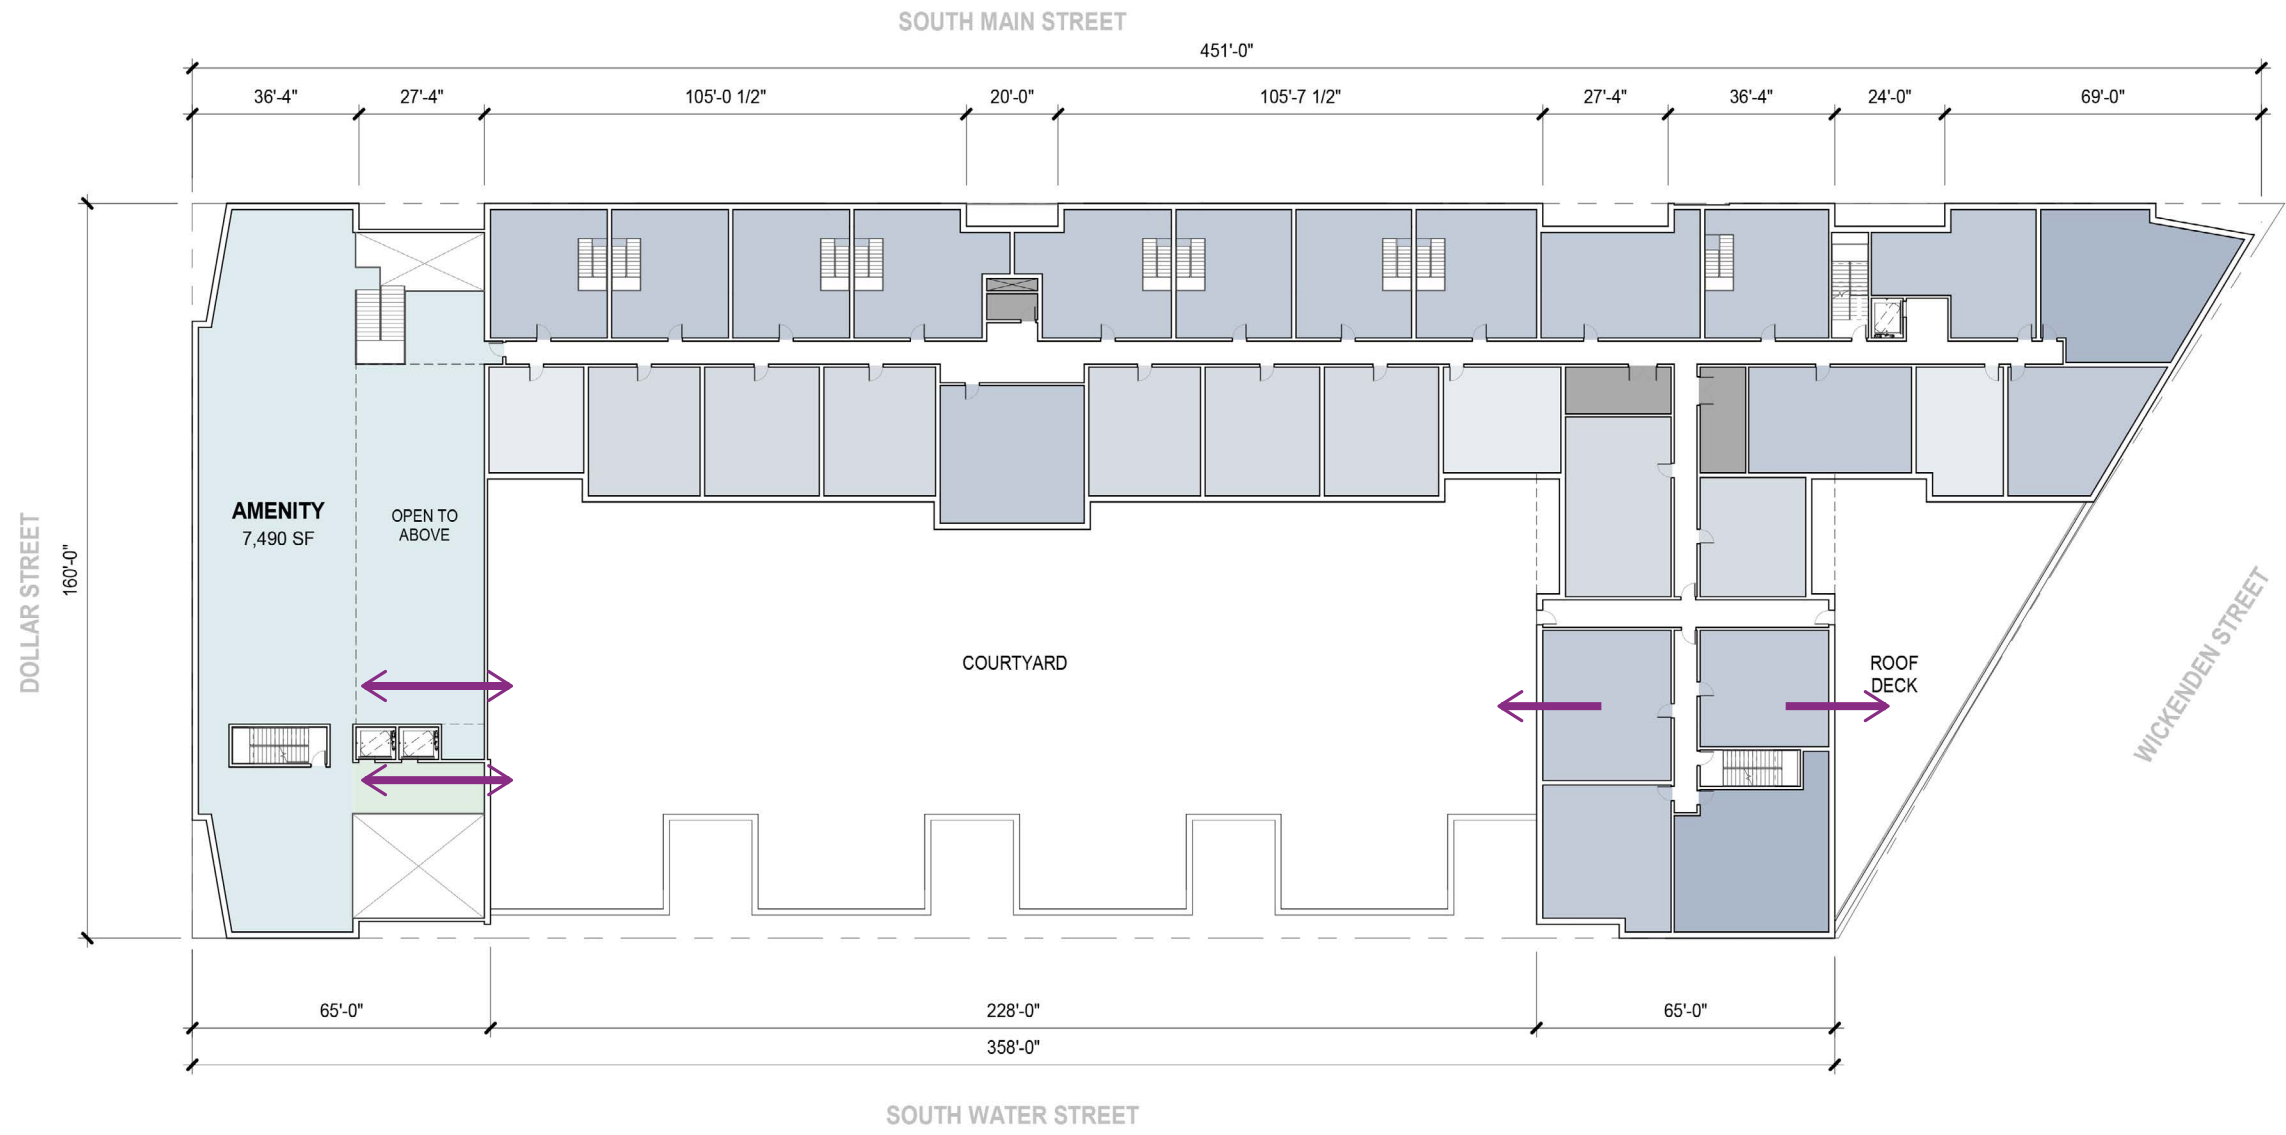 SOUTH MAIN STREET
451'-0"
36'-4"
27'-4"
105'-0 1/2"
20'-0"
105'-7 1/2"
27'-4"
36'-4"
24'-0"
69'-0"
DOLLAR STREET
160'-0"
AMENITY
7,490 SF
OPEN TO
ABOVE
COURTYARD
ROOF
DECK
WICKENDEN STREET
65'-0"
228'-0"
65'-0"
358'-0"
SOUTH WATER STREET